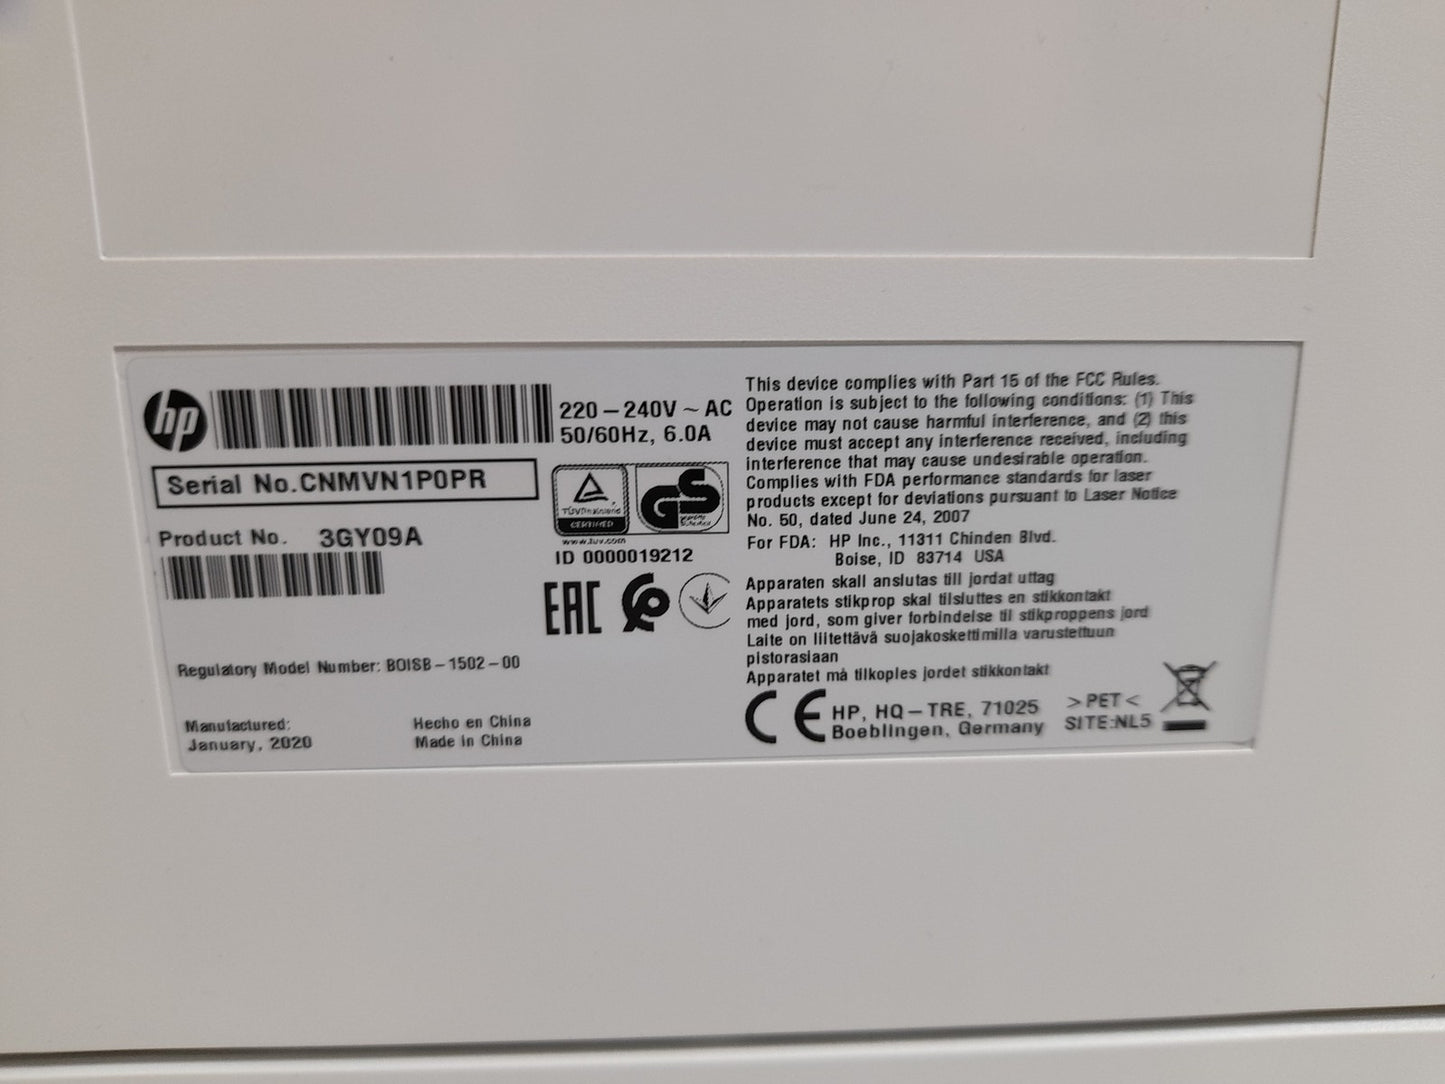 hp
220-240V ~ AC
50/60Hz, 6.0A
Serial No.CNMVN1P0PR
Product No. 3GY09A
TÜVRheinland
CERTIFIED
GS
www.tuv.com
ID 0000019212
EAC
Regulatory Model Number: BOISB-1502-00
Manufactured:
January, 2020
Hecho en China
Made in China
This device complies with Part 15 of the FCC Rules.
Operation is subject to the following conditions: (1) This
device may not cause harmful interference, and (2) this
device must accept any interference received, including
interference that may cause undesirable operation.
Complies with FDA performance standards for laser
products except for deviations pursuant to Laser Notice
No. 50, dated June 24, 2007
For FDA: HP Inc., 11311 Chinden Blvd.
Boise, ID 83714 USA
Apparaten skall anslutas till jordat uttag
Apparatets stikprop skal tilsluttes en stikkontakt
med jord, som giver forbindelse til stikproppens jord
Laite on liitettävä suojakoskettimilla varustettuun
pistorasiaan
Apparatet må tilkoples jordet stikkontakt
CE
HP, HQ-TRE, 71025
Boeblingen, Germany
>PET<
SITE:NL5